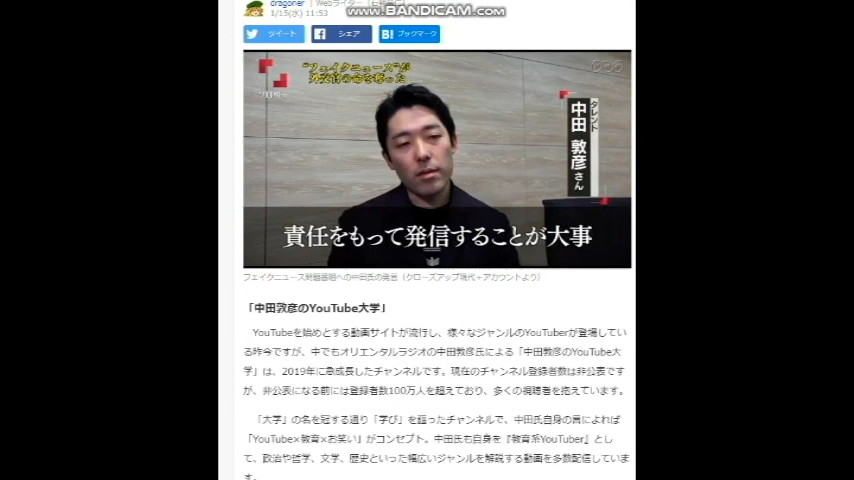 dragoner | Webライター
1/15(水) 11:53
www.BANDICAM.com
ツイート
シェア
B! ブックマーク
"フェイクニュース"が
NHK
タレント
中田 敦彦さん
責任をもって発信することが大事
フェイクニュース問題番組への中田氏の発言(クローズアップ現代+アカウントより)
「中田敦彦のYouTube大学」
YouTubeを始めとする動画サイトが流行し、様々なジャンルのYouTuberが登場してい
る昨今ですが、中でもオリエンタルラジオの中田敦彦氏による「中田敦彦のYouTube大
学」は、2019年に急成長したチャンネルです。現在のチャンネル登録者数は非公表です
が、非公表になる前には登録者数100万人を超えており、多くの視聴者を抱えています。
「大学」の名を冠する通り「学び」を謳ったチャンネルで、中田氏自身の言によれば
「YouTube×教育×お笑い」がコンセプト。中田氏も自身を『教育系YouTuber』とし
て、政治や哲学、文学、歴史といった幅広いジャンルを解説する動画を多数配信していま
す。